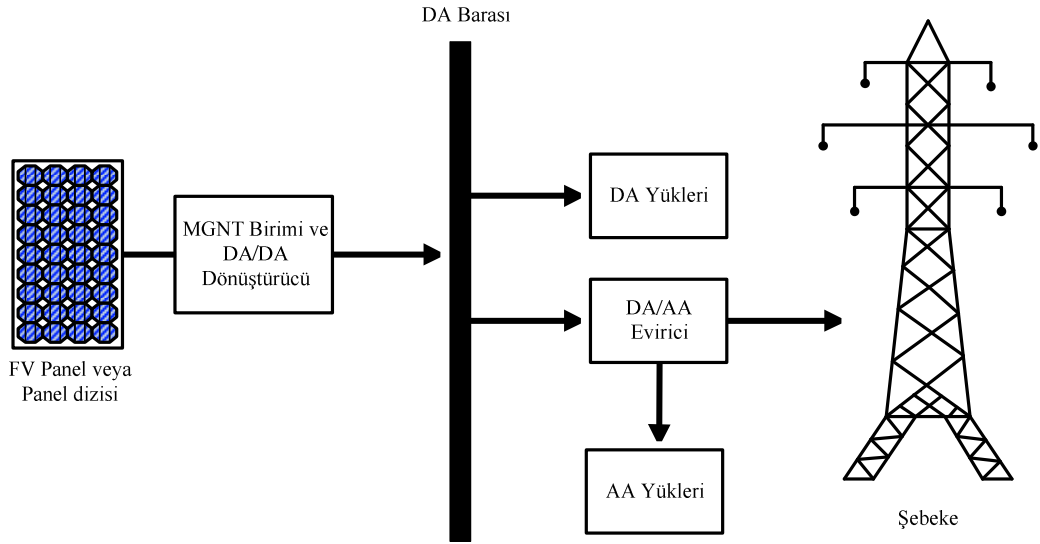 DA Barası
FV Panel veya
Panel dizisi
MGNT Birimi ve
DA/DA
Dönüştürücü
DA Yükleri
DA/AA
Evirici
AA Yükleri
Şebeke